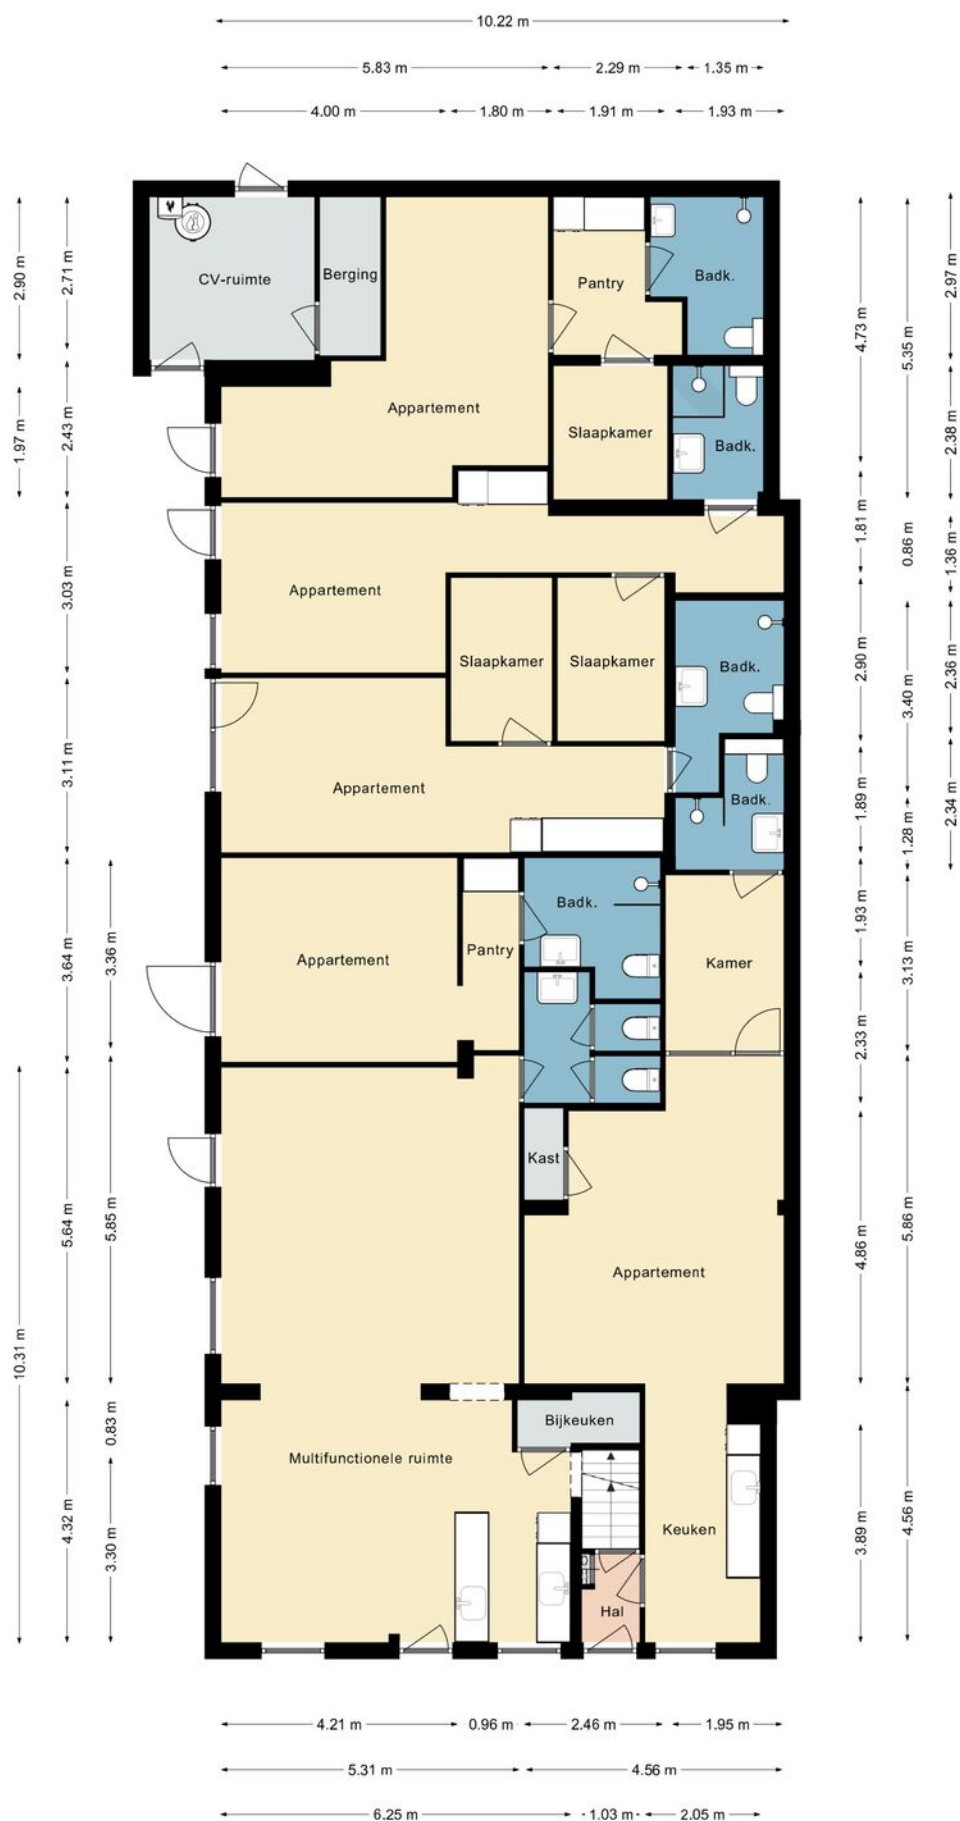 10.22 m
5.83 m
2.29 m
1.35 m
4.00 m
1.80 m
1.91 m
1.93 m
2.90 m
2.71 m
1.97 m
2.43 m
3.03 m
3.11 m
3.64 m
3.36 m
10.31 m
5.64 m
5.85 m
4.32 m
0.83 m
3.30 m
CV-ruimte
Berging
Pantry
Badk.
Appartement
Slaapkamer
Badk.
Appartement
Slaapkamer
Slaapkamer
Badk.
Appartement
Badk.
Appartement
Pantry
Badk.
Kamer
Kast
Appartement
Bijkeuken
Multifunctionele ruimte
Keuken
Hal
4.73 m
5.35 m
2.97 m
2.38 m
1.81 m
0.86 m
1.36 m
2.90 m
3.40 m
2.36 m
1.89 m
1.28 m
2.34 m
1.93 m
3.13 m
2.33 m
4.86 m
5.86 m
3.89 m
4.56 m
4.21 m
0.96 m
2.46 m
1.95 m
5.31 m
4.56 m
6.25 m
1.03 m
2.05 m